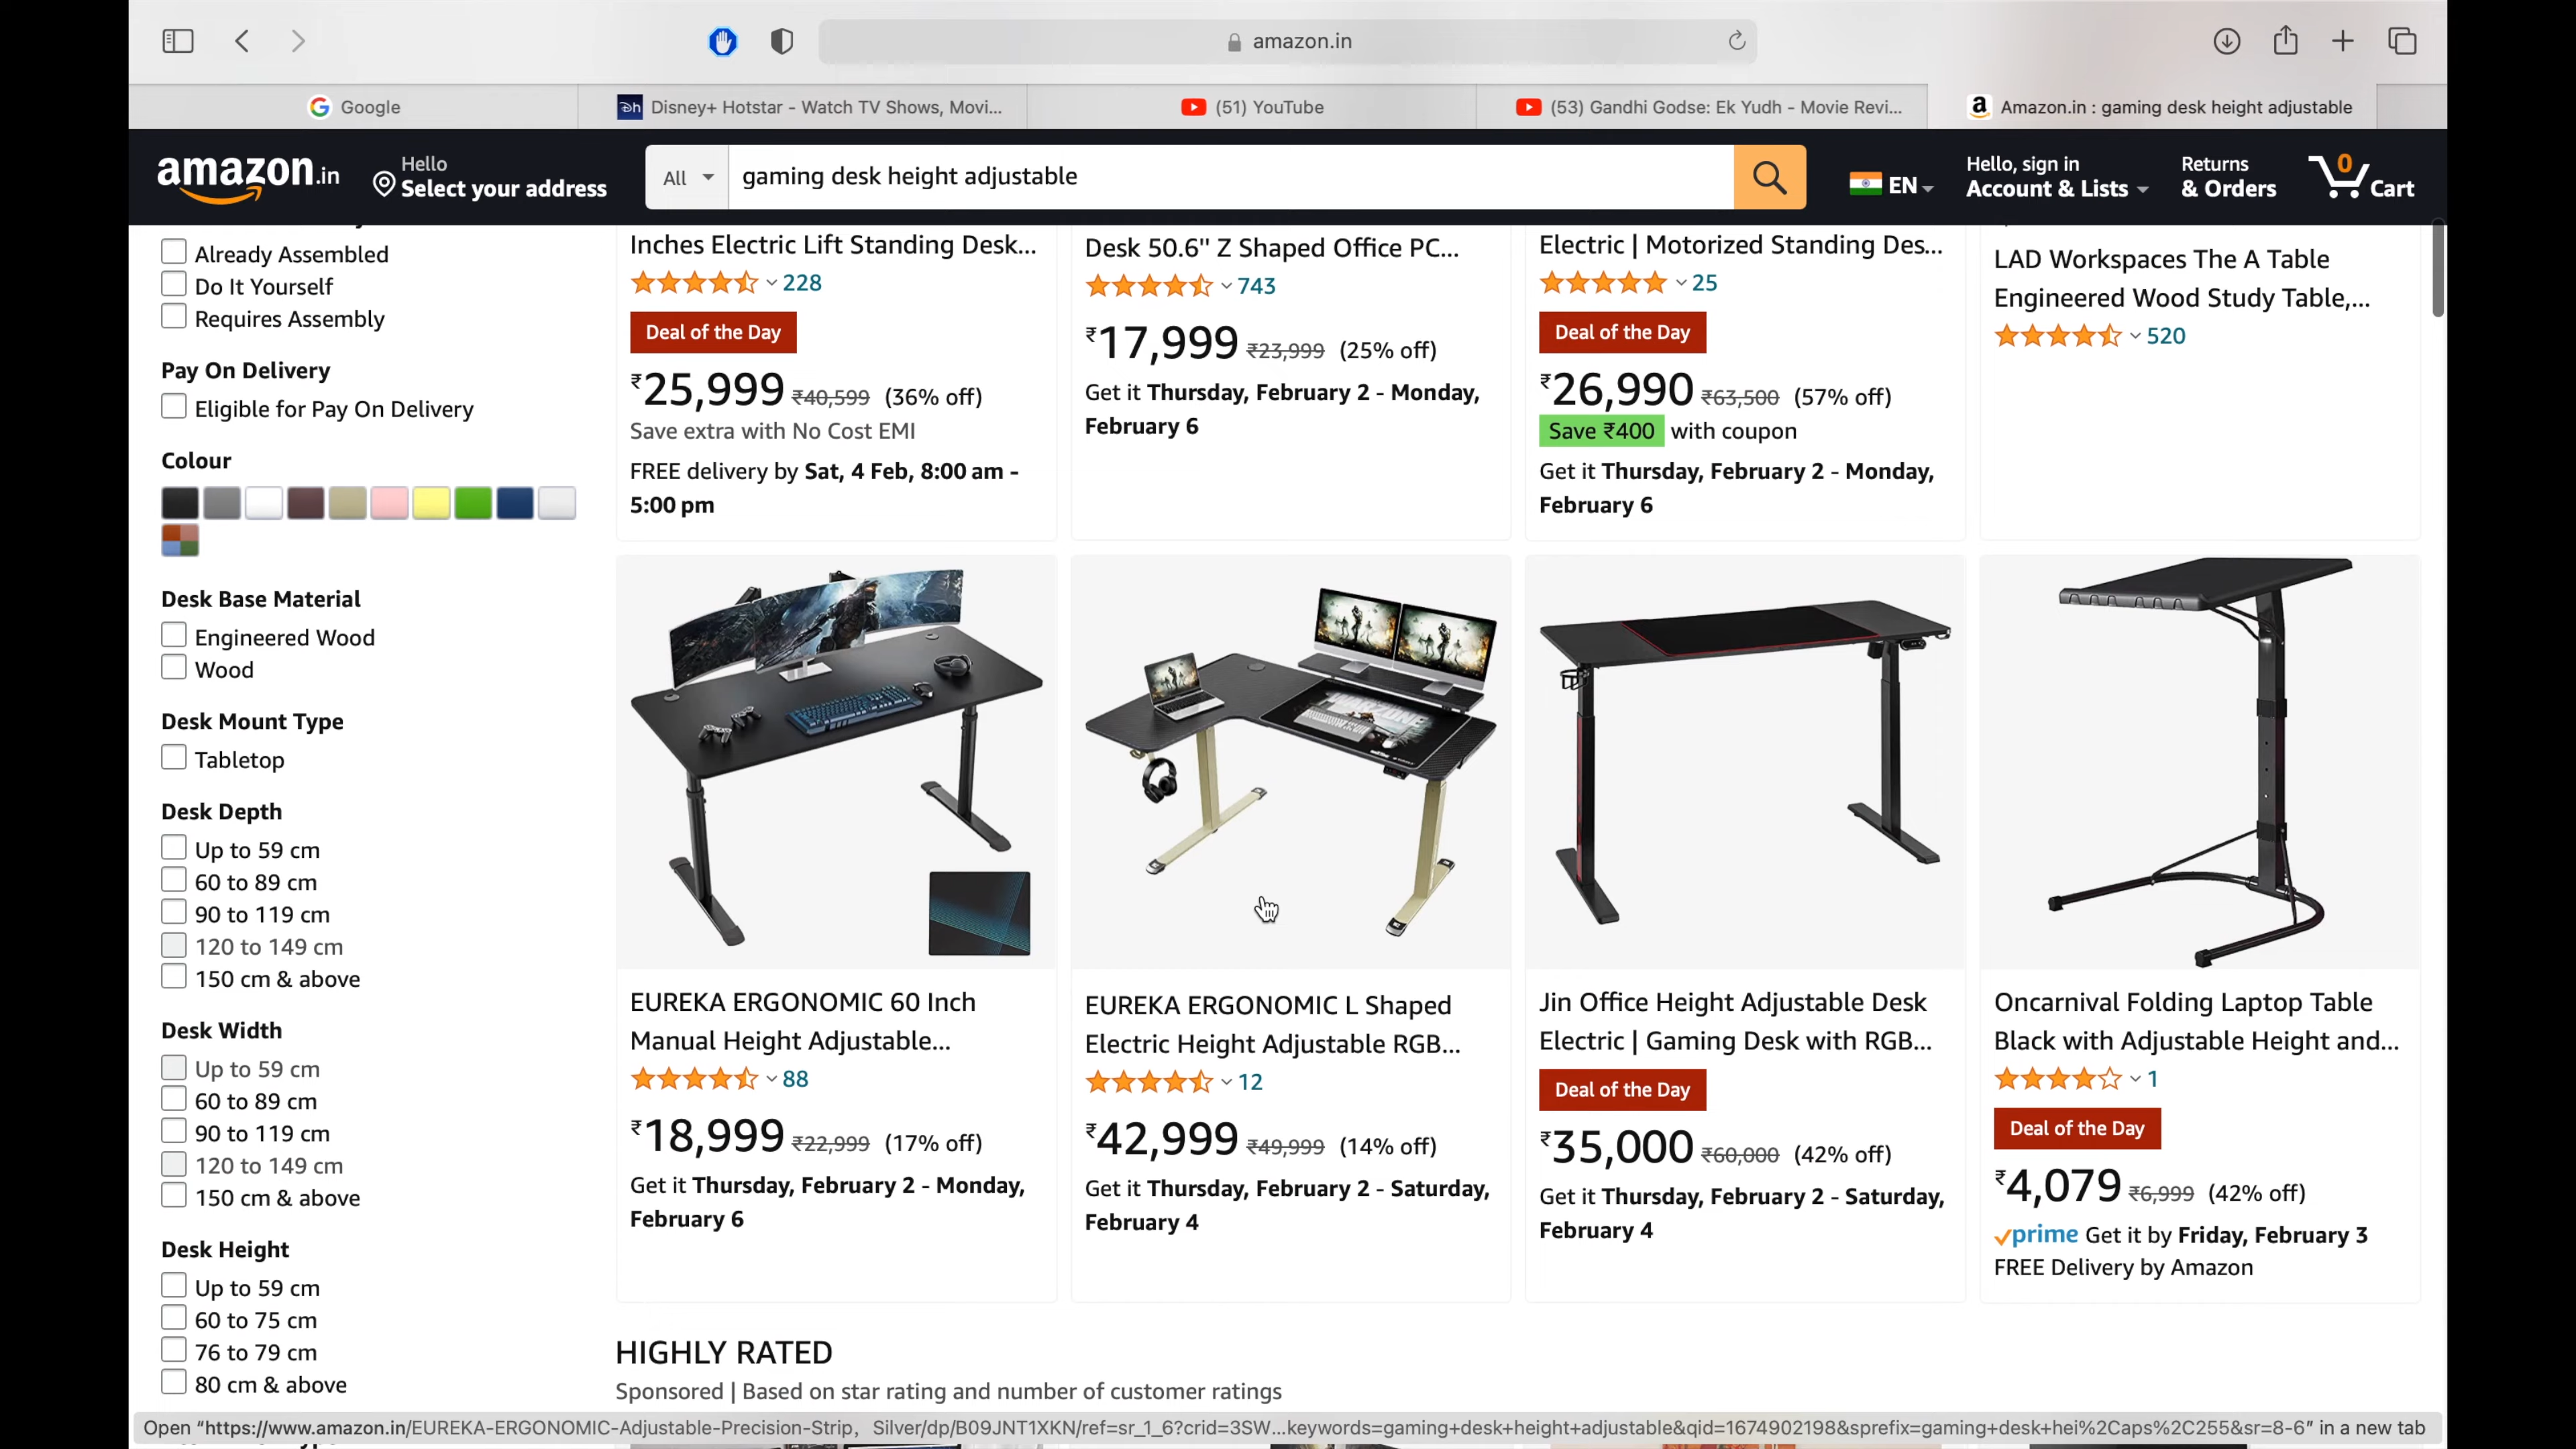 amazon.in
Google
Disney+ Hotstar - Watch TV Shows, Movi...
(51) YouTube
(53) Gandhi Godse: Ek Yudh - Movie Revi...
Amazon.in : gaming desk height adjustable
amazon.in
Hello
Select your address
All
gaming desk height adjustable
EN
Hello, sign in
Account & Lists
Returns
& Orders
0
Cart
Already Assembled
Do It Yourself
Requires Assembly
Pay On Delivery
Eligible for Pay On Delivery
Colour
Desk Base Material
Engineered Wood
Wood
Desk Mount Type
Tabletop
Desk Depth
Up to 59 cm
60 to 89 cm
90 to 119 cm
120 to 149 cm
150 cm & above
Desk Width
Up to 59 cm
60 to 89 cm
90 to 119 cm
120 to 149 cm
150 cm & above
Desk Height
Up to 59 cm
60 to 75 cm
76 to 79 cm
80 cm & above
Inches Electric Lift Standing Desk...
228
Deal of the Day
₹25,999 ₹40,599 (36% off)
Save extra with No Cost EMI
FREE delivery by Sat, 4 Feb, 8:00 am -
5:00 pm
Desk 50.6" Z Shaped Office PC...
743
₹17,999 ₹23,999 (25% off)
Get it Thursday, February 2 - Monday,
February 6
Electric | Motorized Standing Des...
25
Deal of the Day
₹26,990 ₹63,500 (57% off)
Save ₹400 with coupon
Get it Thursday, February 2 - Monday,
February 6
LAD Workspaces The A Table
Engineered Wood Study Table,...
520
EUREKA ERGONOMIC 60 Inch
Manual Height Adjustable...
88
₹18,999 ₹22,999 (17% off)
Get it Thursday, February 2 - Monday,
February 6
EUREKA ERGONOMIC L Shaped
Electric Height Adjustable RGB...
12
₹42,999 ₹49,999 (14% off)
Get it Thursday, February 2 - Saturday,
February 4
Jin Office Height Adjustable Desk
Electric | Gaming Desk with RGB...
Deal of the Day
₹35,000 ₹60,000 (42% off)
Get it Thursday, February 2 - Saturday,
February 4
Oncarnival Folding Laptop Table
Black with Adjustable Height and...
1
Deal of the Day
₹4,079 ₹6,999 (42% off)
prime Get it by Friday, February 3
FREE Delivery by Amazon
HIGHLY RATED
Sponsored | Based on star rating and number of customer ratings
Open “https://www.amazon.in/EUREKA-ERGONOMIC-Adjustable-Precision-Strip， Silver/dp/B09JNT1XKN/ref=sr_1_6?crid=3SW...keywords=gaming+desk+height+adjustable&qid=1674902198&sprefix=gaming+desk+hei%2Caps%2C255&sr=8-6” in a new tab